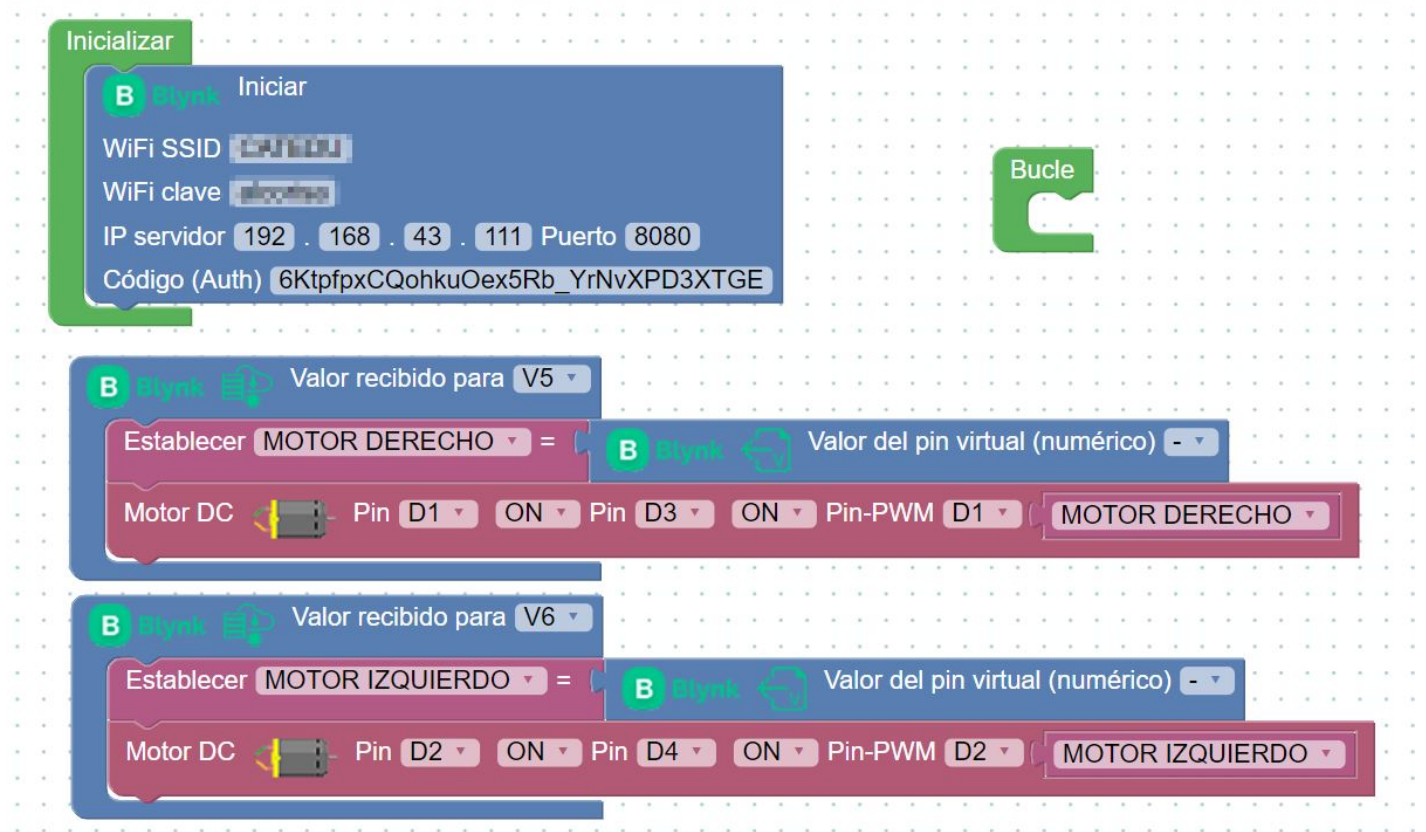 Inicializar
B Blynk Iniciar
WiFi SSID
WiFi clave
IP servidor 192 . 168 . 43 . 111 Puerto 8080
Código (Auth) 6KtpfpxCQohkuOex5Rb_YrNvXPD3XTGE
Bucle
B Blynk Valor recibido para V5
Establecer MOTOR DERECHO = B Blynk V Valor del pin virtual (numérico) -
Motor DC Pin D1 ON Pin D3 ON Pin-PWM D1 MOTOR DERECHO
B Blynk Valor recibido para V6
Establecer MOTOR IZQUIERDO = B Blynk V Valor del pin virtual (numérico) -
Motor DC Pin D2 ON Pin D4 ON Pin-PWM D2 MOTOR IZQUIERDO